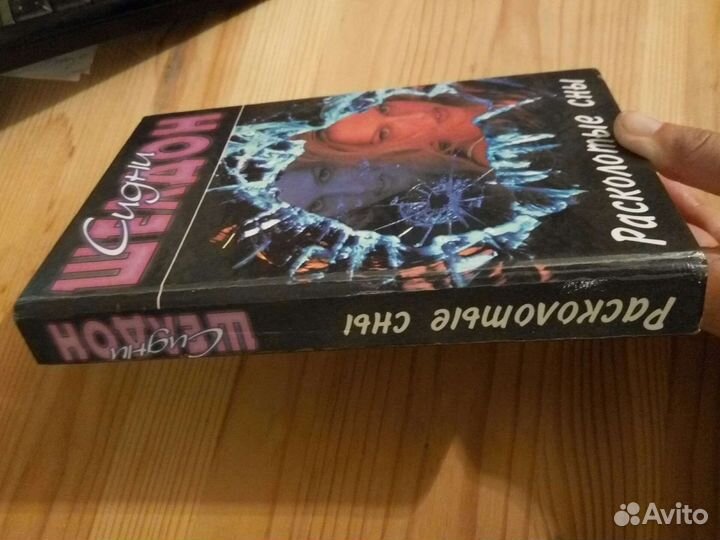 Сидни
ШЕЛДОН
Расколотые сны
Сидни
ШЕЛДОН
Расколотые сны
Avito